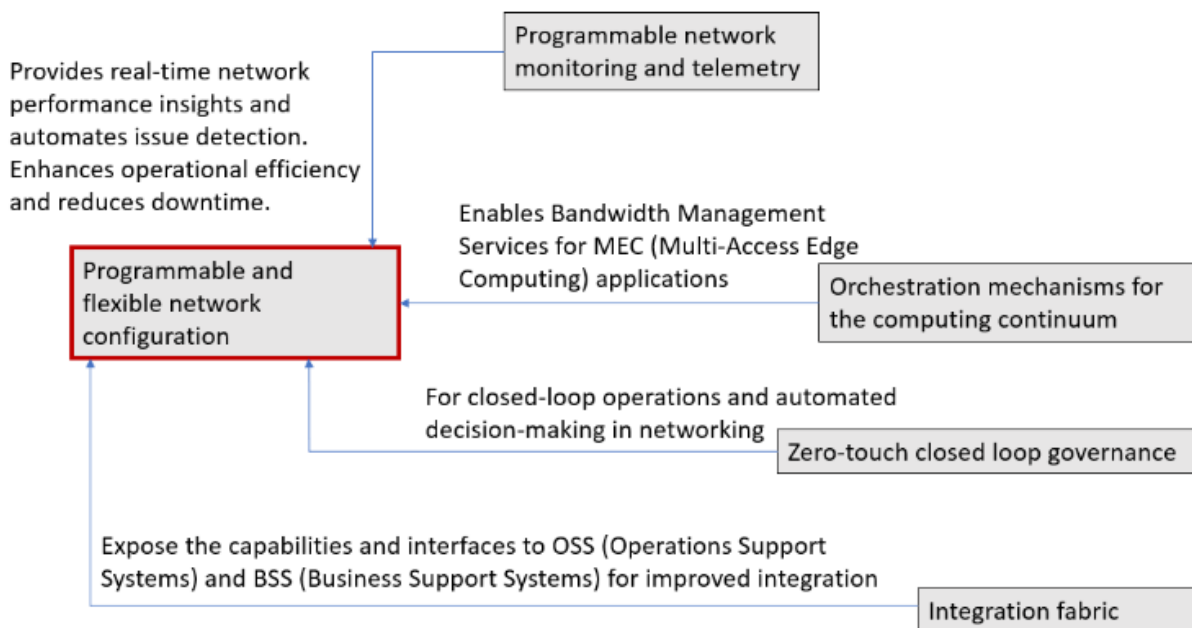 Programmable network
monitoring and telemetry
Provides real-time network
performance insights and
automates issue detection.
Enhances operational efficiency
and reduces downtime.
Enables Bandwidth Management
Services for MEC (Multi-Access Edge
Computing) applications
Programmable and
flexible network
configuration
Orchestration mechanisms for
the computing continuum
For closed-loop operations and automated
decision-making in networking
Zero-touch closed loop governance
Expose the capabilities and interfaces to OSS (Operations Support
Systems) and BSS (Business Support Systems) for improved integration
Integration fabric